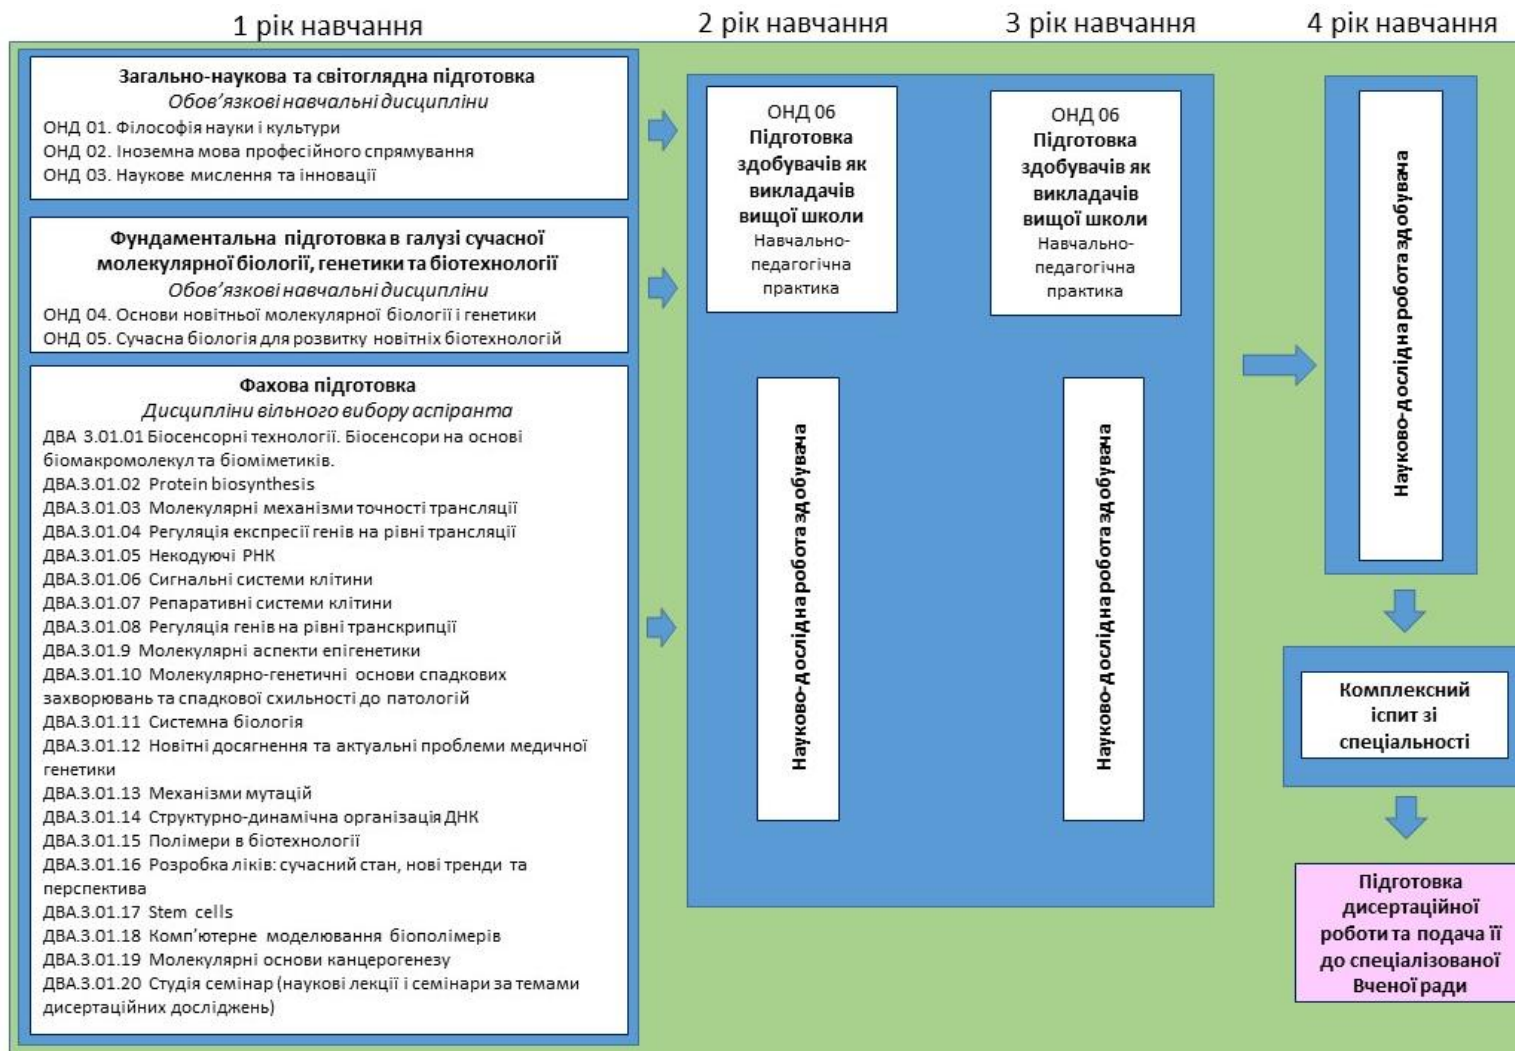 1 рік навчання
2 рік навчання
3 рік навчання
4 рік навчання
Загально-наукова та світоглядна підготовка
Обов’язкові навчальні дисципліни
ОНД 01. Філософія науки і культури
ОНД 02. Іноземна мова професійного спрямування
ОНД 03. Наукове мислення та інновації
Фундаментальна підготовка в галузі сучасної
молекулярної біології, генетики та біотехнології
Обов’язкові навчальні дисципліни
ОНД 04. Основи новітньої молекулярної біології і генетики
ОНД 05. Сучасна біологія для розвитку новітніх біотехнологій
Фахова підготовка
Дисципліни вільного вибору аспіранта
ДВА 3.01.01 Біосенсорні технології. Біосенсори на основі
біомакромолекул та біоміметиків.
ДВА.3.01.02 Protein biosynthesis
ДВА.3.01.03 Молекулярні механізми точності трансляції
ДВА.3.01.04 Регуляція експресії генів на рівні трансляції
ДВА.3.01.05 Некодуючі РНК
ДВА.3.01.06 Сигнальні системи клітини
ДВА.3.01.07 Репаративні системи клітини
ДВА.3.01.08 Регуляція генів на рівні транскрипції
ДВА.3.01.9 Молекулярні аспекти епігенетики
ДВА.3.01.10 Молекулярно-генетичні основи спадкових
захворювань та спадкової схильності до патологій
ДВА.3.01.11 Системна біологія
ДВА.3.01.12 Новітні досягнення та актуальні проблеми медичної
генетики
ДВА.3.01.13 Механізми мутацій
ДВА.3.01.14 Структурно-динамічна організація ДНК
ДВА.3.01.15 Полімери в біотехнології
ДВА.3.01.16 Розробка ліків: сучасний стан, нові тренди та
перспектива
ДВА.3.01.17 Stem cells
ДВА.3.01.18 Комп’ютерне моделювання біополімерів
ДВА.3.01.19 Молекулярні основи канцерогенезу
ДВА.3.01.20 Студія семінар (наукові лекції і семінари за темами
дисертаційних досліджень)
ОНД 06
Підготовка
здобувачів як
викладачів
вищої школи
Навчально-
педагогічна
практика
Науково-дослідна робота здобувача
ОНД 06
Підготовка
здобувачів як
викладачів
вищої школи
Навчально-
педагогічна
практика
Науково-дослідна робота здобувача
Науково-дослідна робота здобувача
Комплексний
іспит зі
спеціальності
Підготовка
дисертаційної
роботи та подача її
до спеціалізованої
Вченої ради